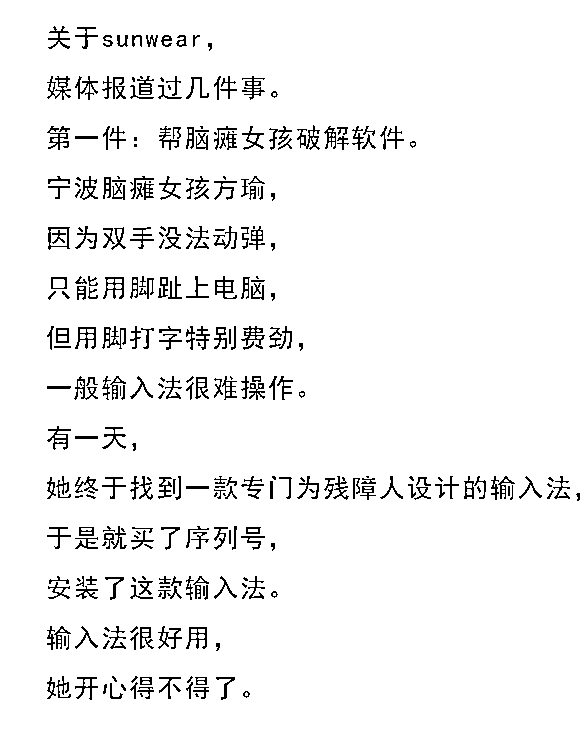 关于sunwear，
媒体报道过几件事。
第一件：帮脑瘫女孩破解软件。
宁波脑瘫女孩方瑜，
因为双手没法动弹，
只能用脚趾上电脑，
但用脚打字特别费劲，
一般输入法很难操作。
有一天，
她终于找到一款专门为残障人设计的输入法，
于是就买了序列号，
安装了这款输入法。
输入法很好用，
她开心得不得了。